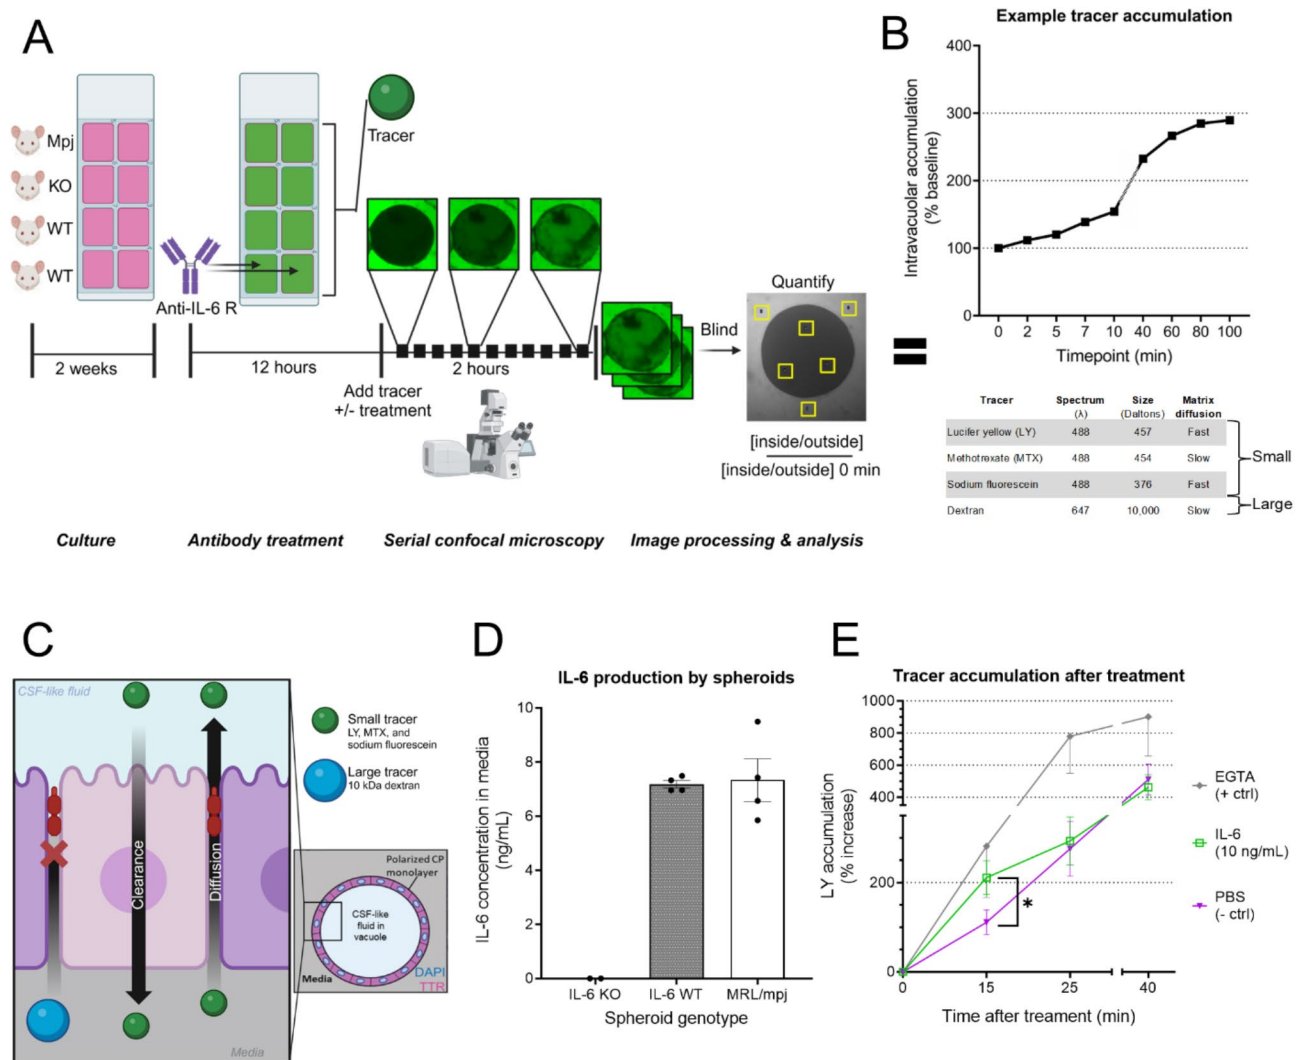 A
Mpj
KO
WT
WT
Anti-IL-6 R
Tracer
2 weeks
12 hours
2 hours
Add tracer
+/- treatment
Blind
Quantify
[inside/outside]
[inside/outside] 0 min
Culture
Antibody treatment
Serial confocal microscopy
Image processing & analysis
B
Example tracer accumulation
Intravacuolar accumulation
(% baseline)
400
300
200
100
0
0 2 5 7 10 40 60 80 100
Timepoint (min)
Tracer Spectrum (λ) Size (Daltons) Matrix diffusion
Lucifer yellow (LY) 488 457 Fast
Methotrexate (MTX) 488 454 Slow
Sodium fluorescein 488 376 Fast
Dextran 647 10,000 Slow
Small
Large
C
CSF-like fluid
Clearance
Diffusion
Media
Small tracer
LY, MTX, and
sodium fluorescein
Large tracer
10 kDa dextran
Polarized CP
monolayer
CSF-like
fluid in
vacuole
Media
DAPI
TTR
D
IL-6 production by spheroids
IL-6 concentration in media
(ng/mL)
10
8
6
4
2
0
IL-6 KO IL-6 WT MRL/mpj
Spheroid genotype
E
Tracer accumulation after treatment
LY accumulation
(% increase)
1000
800
600
400
200
0
0 15 25 40
Time after treament (min)
*
EGTA
(+ ctrl)
IL-6
(10 ng/mL)
PBS
(- ctrl)